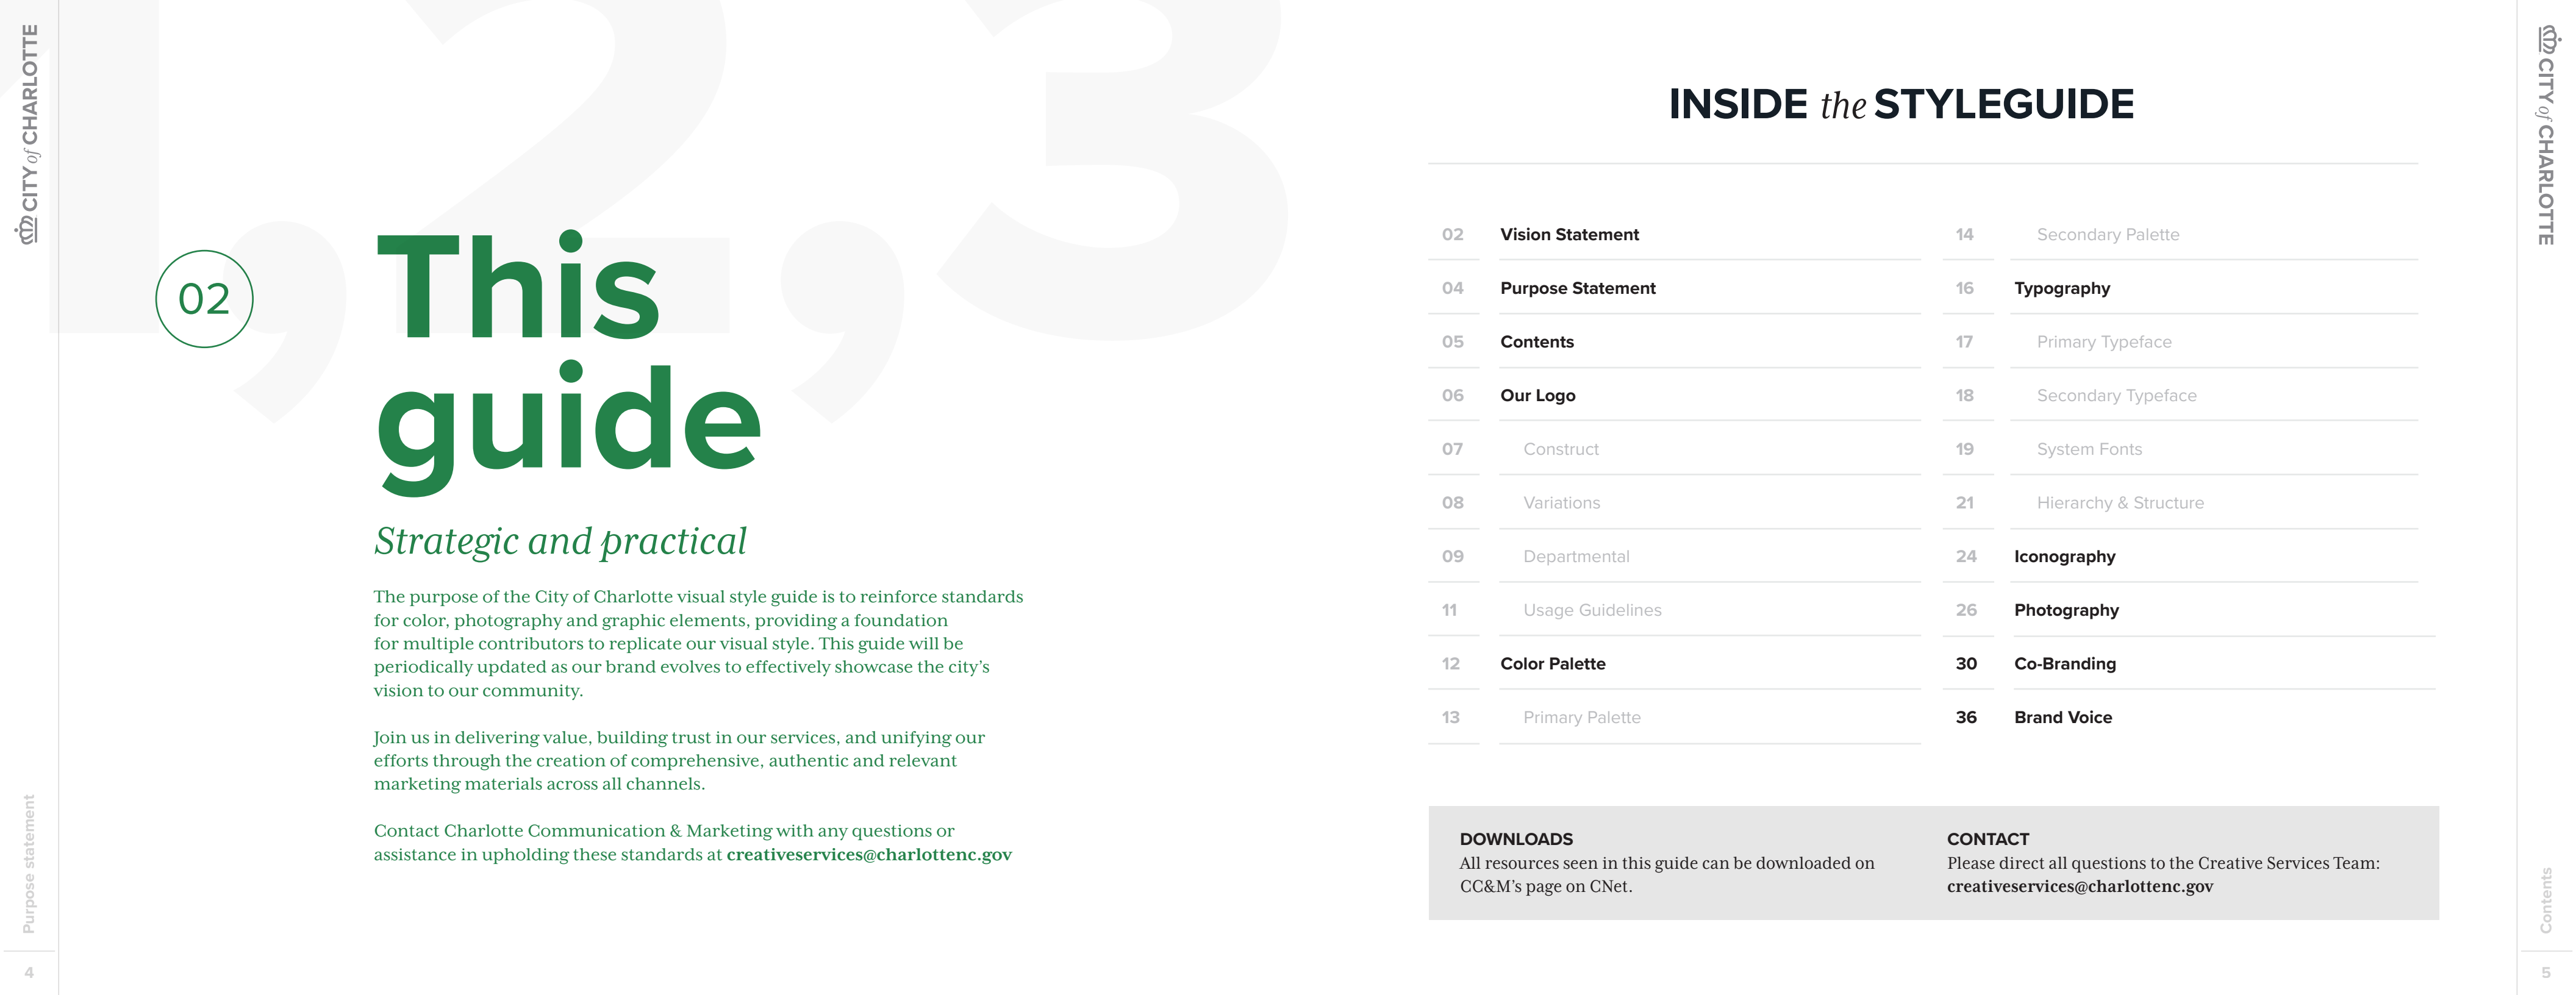 1,2,3
CITY of CHARLOTTE
02
This
guide
Strategic and practical
The purpose of the City of Charlotte visual style guide is to reinforce standards
for color, photography and graphic elements, providing a foundation
for multiple contributors to replicate our visual style. This guide will be
periodically updated as our brand evolves to effectively showcase the city's
vision to our community.
Join us in delivering value, building trust in our services, and unifying our
efforts through the creation of comprehensive, authentic and relevant
marketing materials across all channels.
Contact Charlotte Communication & Marketing with any questions or
assistance in upholding these standards at creativeservices@charlottenc.gov
Purpose statement
4
INSIDE the STYLEGUIDE
02 Vision Statement
04 Purpose Statement
05 Contents
06 Our Logo
07 Construct
08 Variations
09 Departmental
11 Usage Guidelines
12 Color Palette
13 Primary Palette
14 Secondary Palette
16 Typography
17 Primary Typeface
18 Secondary Typeface
19 System Fonts
21 Hierarchy & Structure
24 Iconography
26 Photography
30 Co-Branding
36 Brand Voice
DOWNLOADS
All resources seen in this guide can be downloaded on
CC&M's page on CNet.
CONTACT
Please direct all questions to the Creative Services Team:
creativeservices@charlottenc.gov
CITY of CHARLOTTE
Contents
5